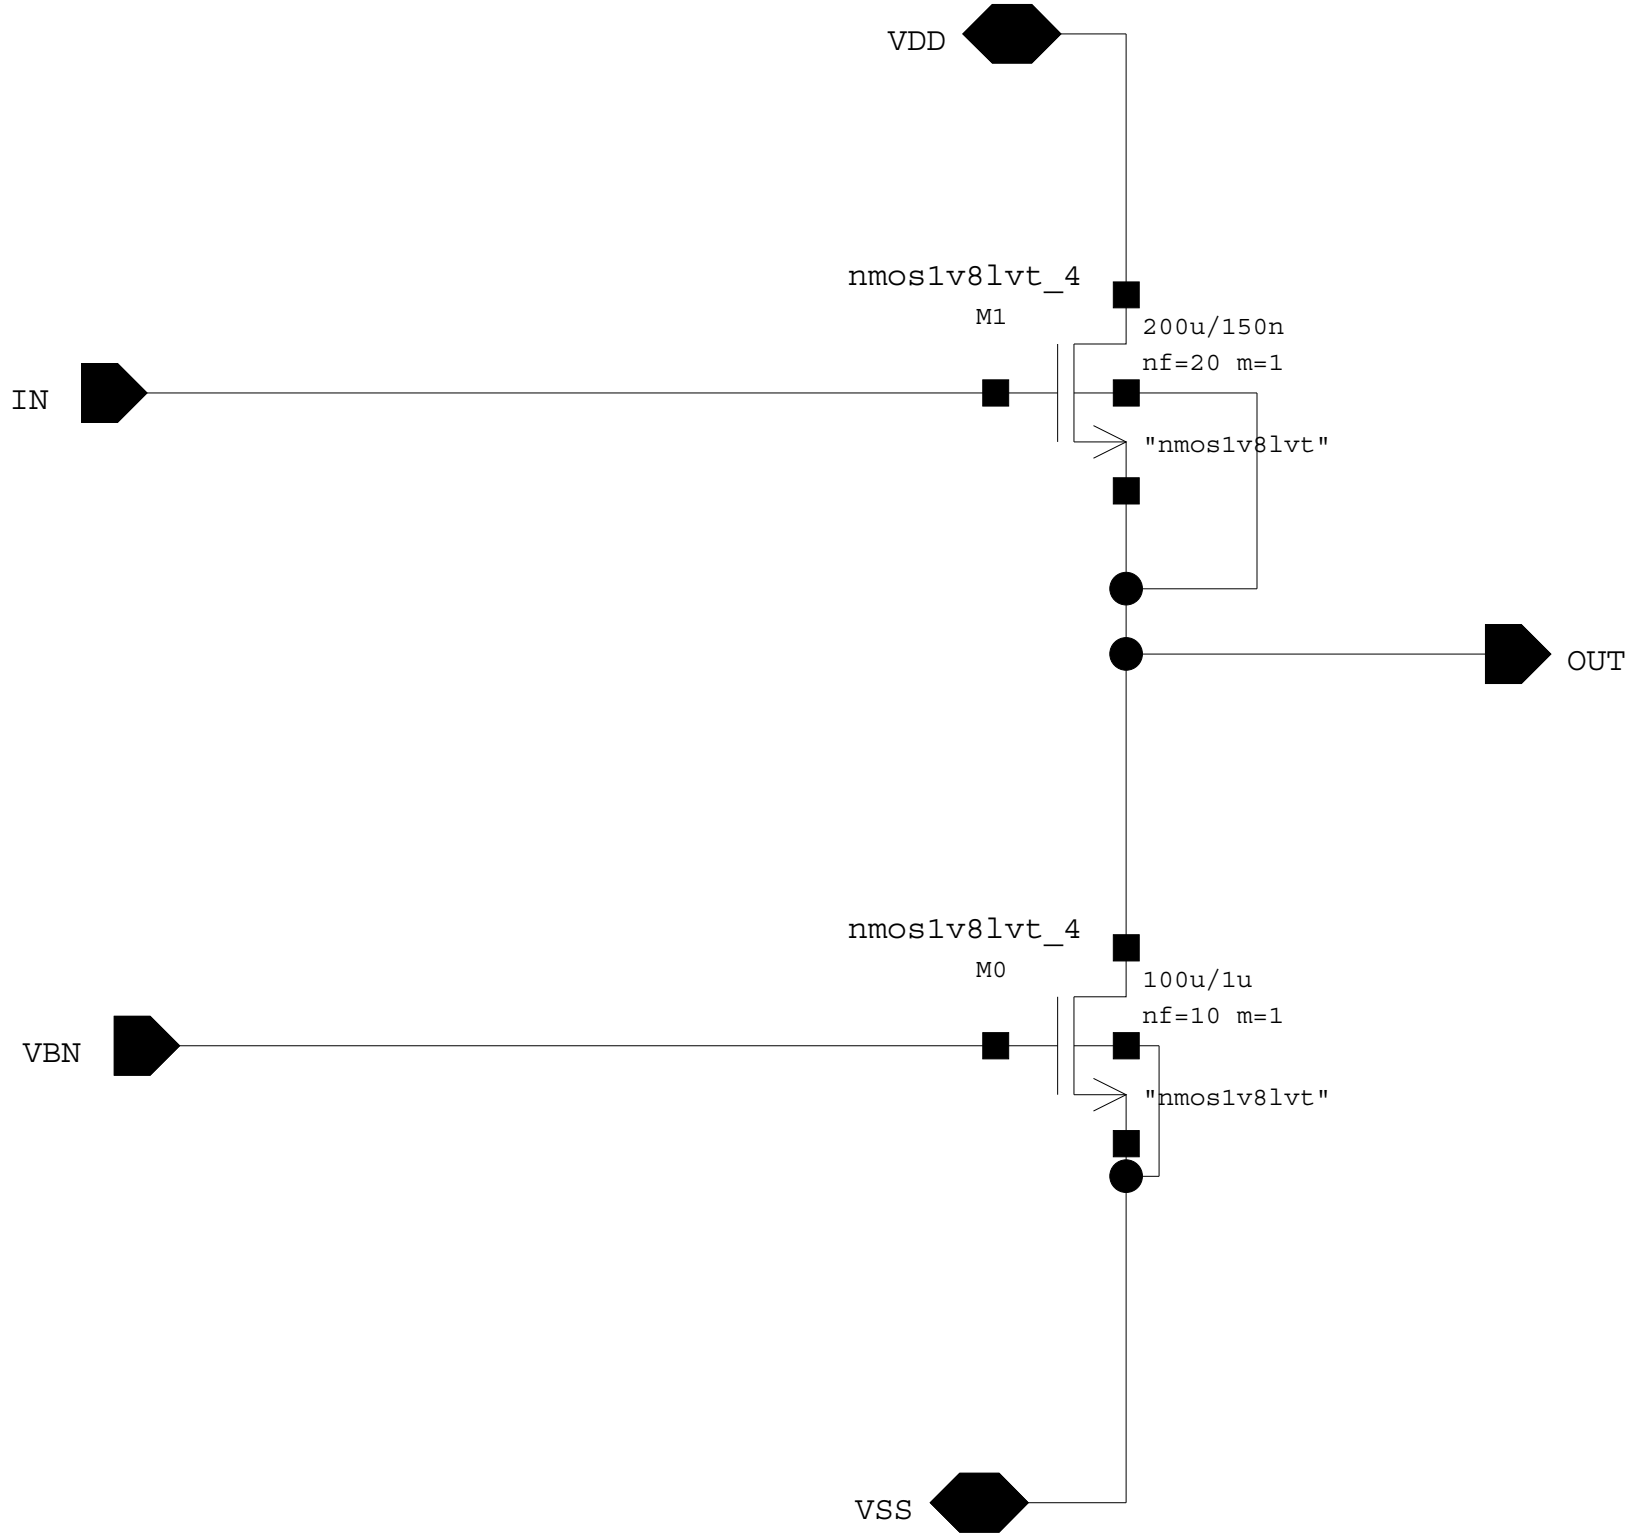 VDD
nmos1v8lvt_4
M1
200u/150n
nf=20 m=1
IN
"nmos1v8lvt"
OUT
nmos1v8lvt_4
M0
100u/1u
nf=10 m=1
VBN
"nmos1v8lvt"
VSS